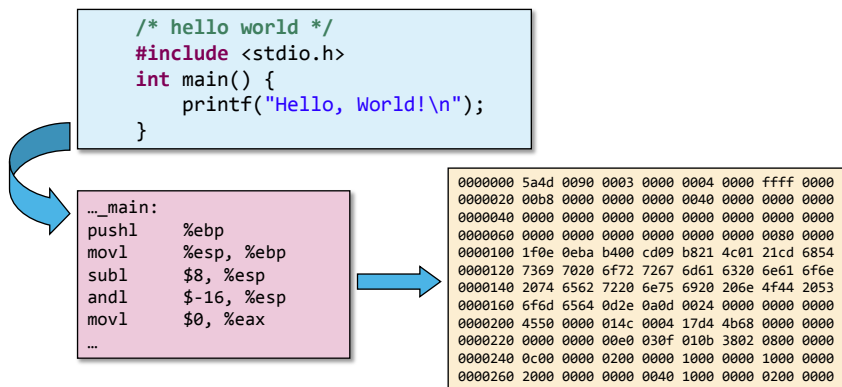 /* hello world */
#include <stdio.h>
int main() {
printf("Hello, World!\n");
}
…_main:
pushl %ebp
movl %esp, %ebp
subl $8, %esp
andl $-16, %esp
movl $0, %eax
…
0000000 5a4d 0090 0003 0000 0004 0000 ffff 0000
0000020 00b8 0000 0000 0000 0040 0000 0000 0000
0000040 0000 0000 0000 0000 0000 0000 0000 0000
0000060 0000 0000 0000 0000 0000 0000 0080 0000
0000100 1f0e 0eba b400 cd09 b821 4c01 21cd 6854
0000120 7369 7020 6f72 7267 6d61 6320 6e61 6f6e
0000140 2074 6562 7220 6e75 6920 206e 4f44 2053
0000160 6f6d 6564 0d2e 0a0d 0024 0000 0000 0000
0000200 4550 0000 014c 0004 17d4 4b68 0000 0000
0000220 0000 0000 00e0 030f 010b 3802 0800 0000
0000240 0c00 0000 0200 0000 1000 0000 1000 0000
0000260 2000 0000 0000 0040 1000 0000 0200 0000